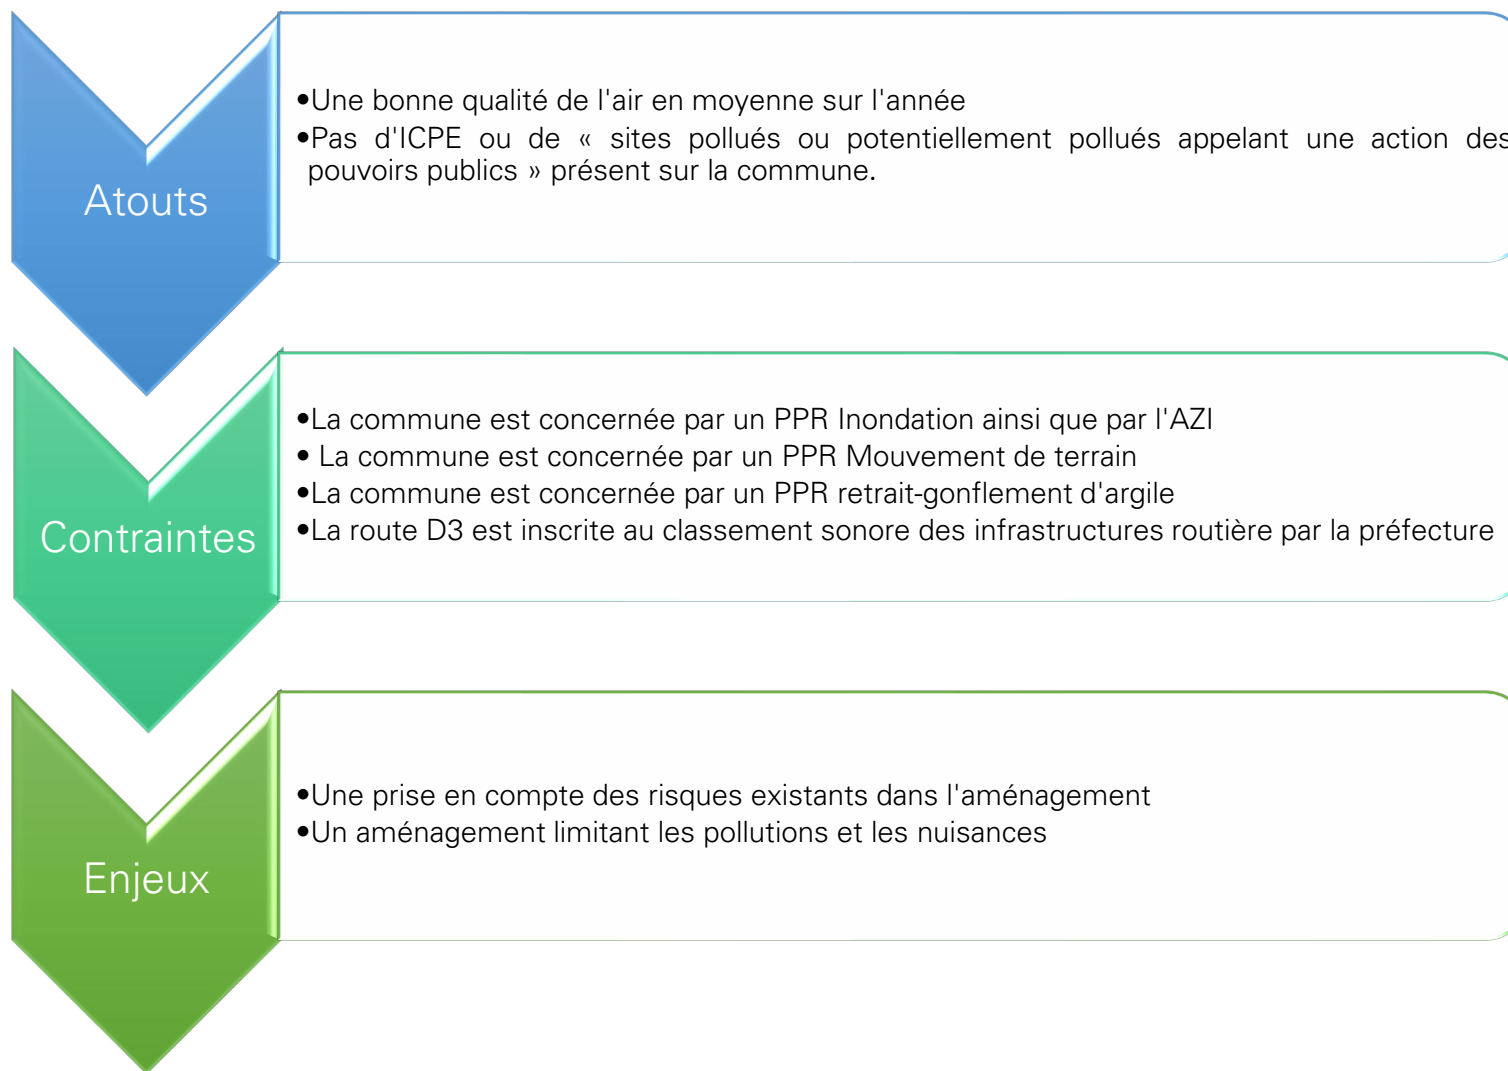 Atouts
•Une bonne qualité de l'air en moyenne sur l'année
•Pas d'ICPE ou de « sites pollués ou potentiellement pollués appelant une action des
pouvoirs publics » présent sur la commune.
Contraintes
•La commune est concernée par un PPR Inondation ainsi que par l'AZI
• La commune est concernée par un PPR Mouvement de terrain
•La commune est concernée par un PPR retrait-gonflement d'argile
•La route D3 est inscrite au classement sonore des infrastructures routière par la préfecture
Enjeux
•Une prise en compte des risques existants dans l'aménagement
•Un aménagement limitant les pollutions et les nuisances